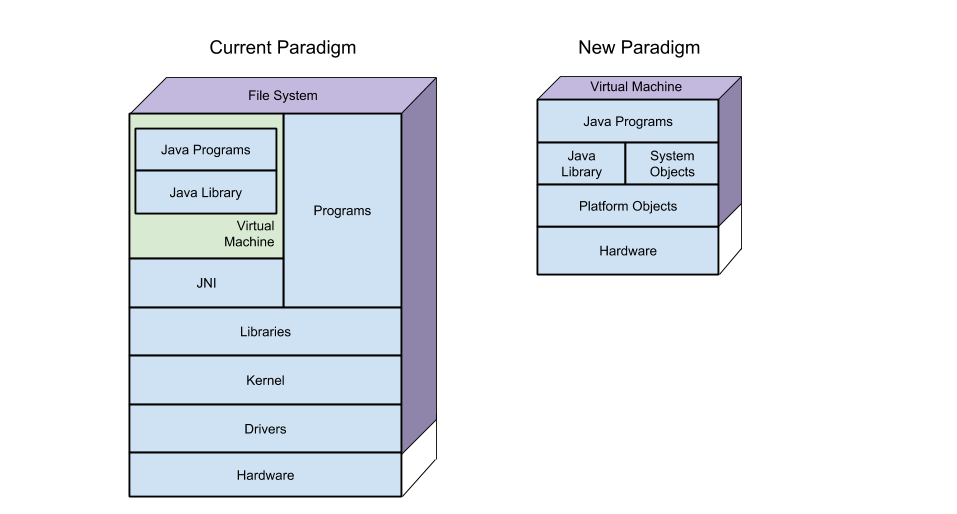 Current Paradigm
File System
Java Programs
Java Library
Virtual
Machine
Programs
JNI
Libraries
Kernel
Drivers
Hardware
New Paradigm
Virtual Machine
Java Programs
Java
Library
System
Objects
Platform Objects
Hardware